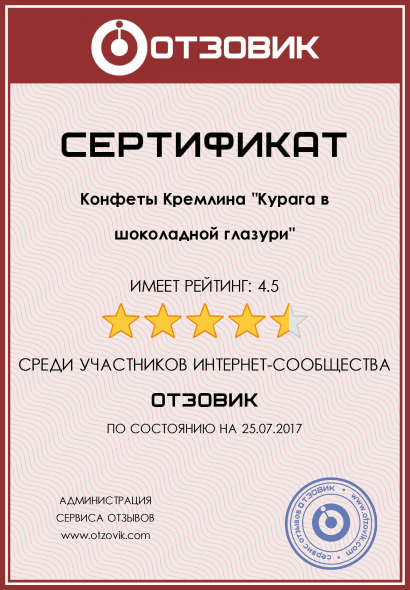 ОТЗОВИК
СЕРТИФИКАТ
Конфеты Кремлина "Курага в
шоколадной глазури"
ИМЕЕТ РЕЙТИНГ: 4.5
СРЕДИ УЧАСТНИКОВ ИНТЕРНЕТ-СООБЩЕСТВА
ОТЗОВИК
ПО СОСТОЯНИЮ НА 25.07.2017
АДМИНИСТРАЦИЯ
СЕРВИСА ОТЗЫВОВ
www.otzovik.com
ОТЗОВИК • www.otzovik.com • сервис отзывов